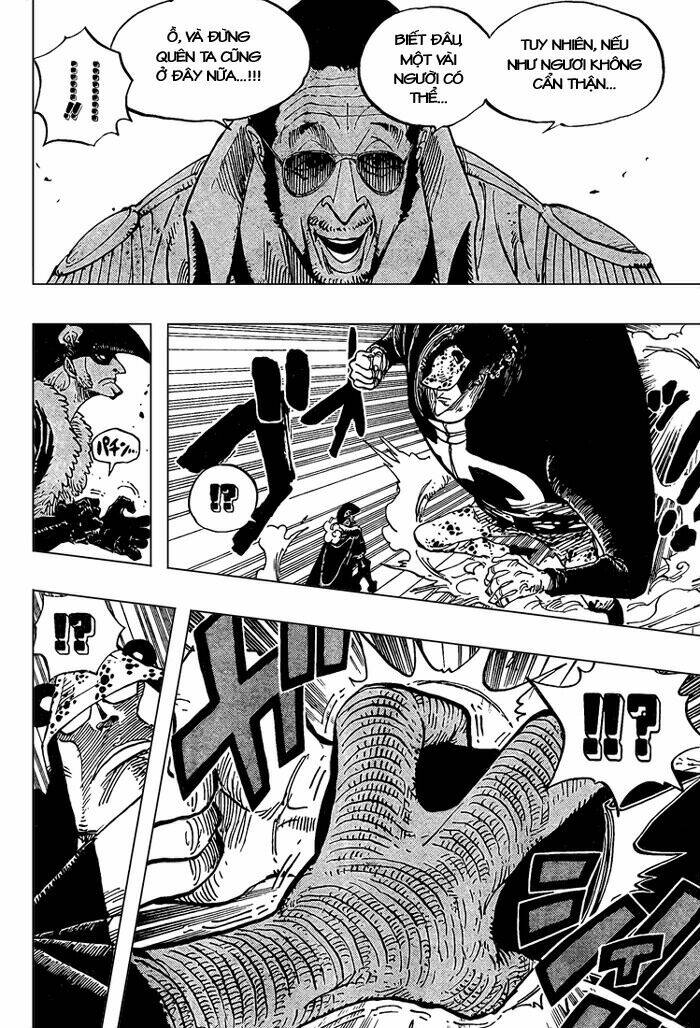 TUY NHIÊN, NẾU
NHƯ NGƯƠI KHÔNG
CẨN THẬN...
BIẾT ĐÂU,
MỘT VÀI
NGƯỜI CÓ
THỂ...
Ồ, VÀ ĐỪNG
QUÊN TA CŨNG
Ở ĐÂY NỮA...!!!
......!!
!?
パチン...
!!?
!?